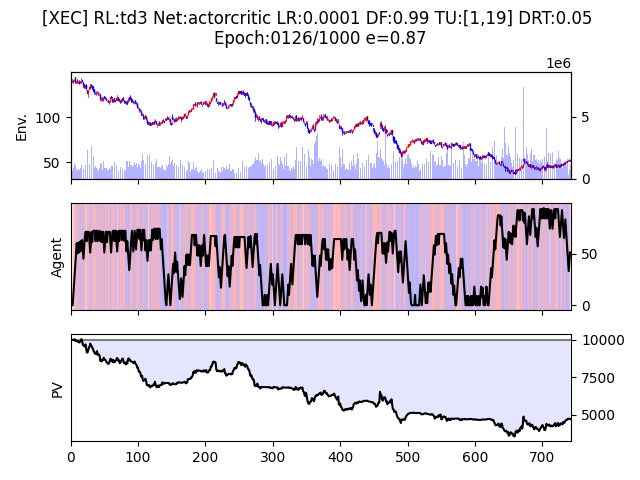 [XEC] RL:td3 Net:actorcritic LR:0.0001 DF:0.99 TU:[1,19] DRT:0.05
Epoch:0126/1000 e=0.87
1e6
Env.
100
50
5
0
Agent
50
0
PV
10000
7500
5000
0 100 200 300 400 500 600 700